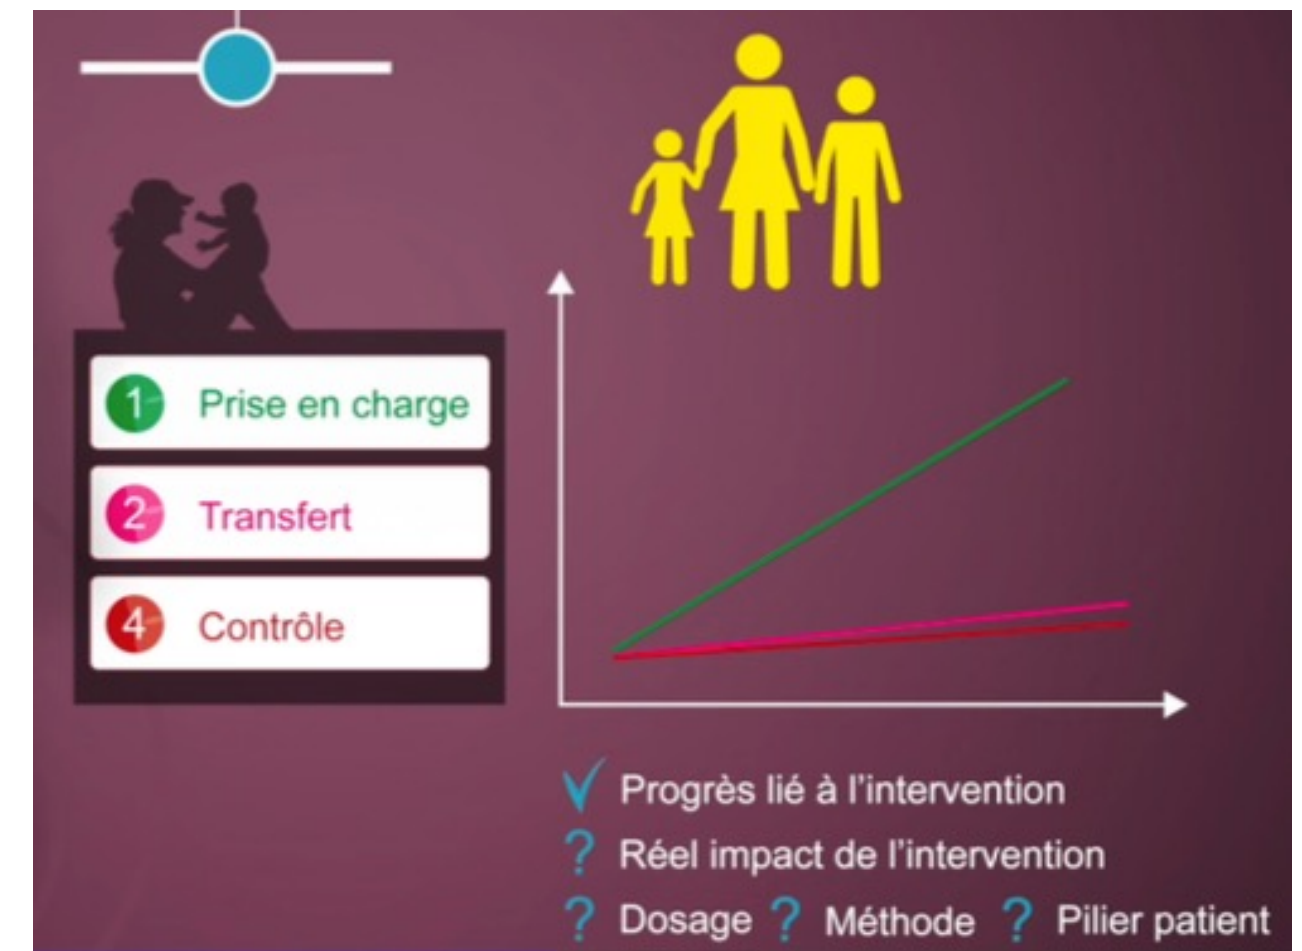 1 Prise en charge
2 Transfert
4 Contrôle
Progrès lié à l'intervention
? Réel impact de l'intervention
? Dosage ? Méthode ? Pilier patient